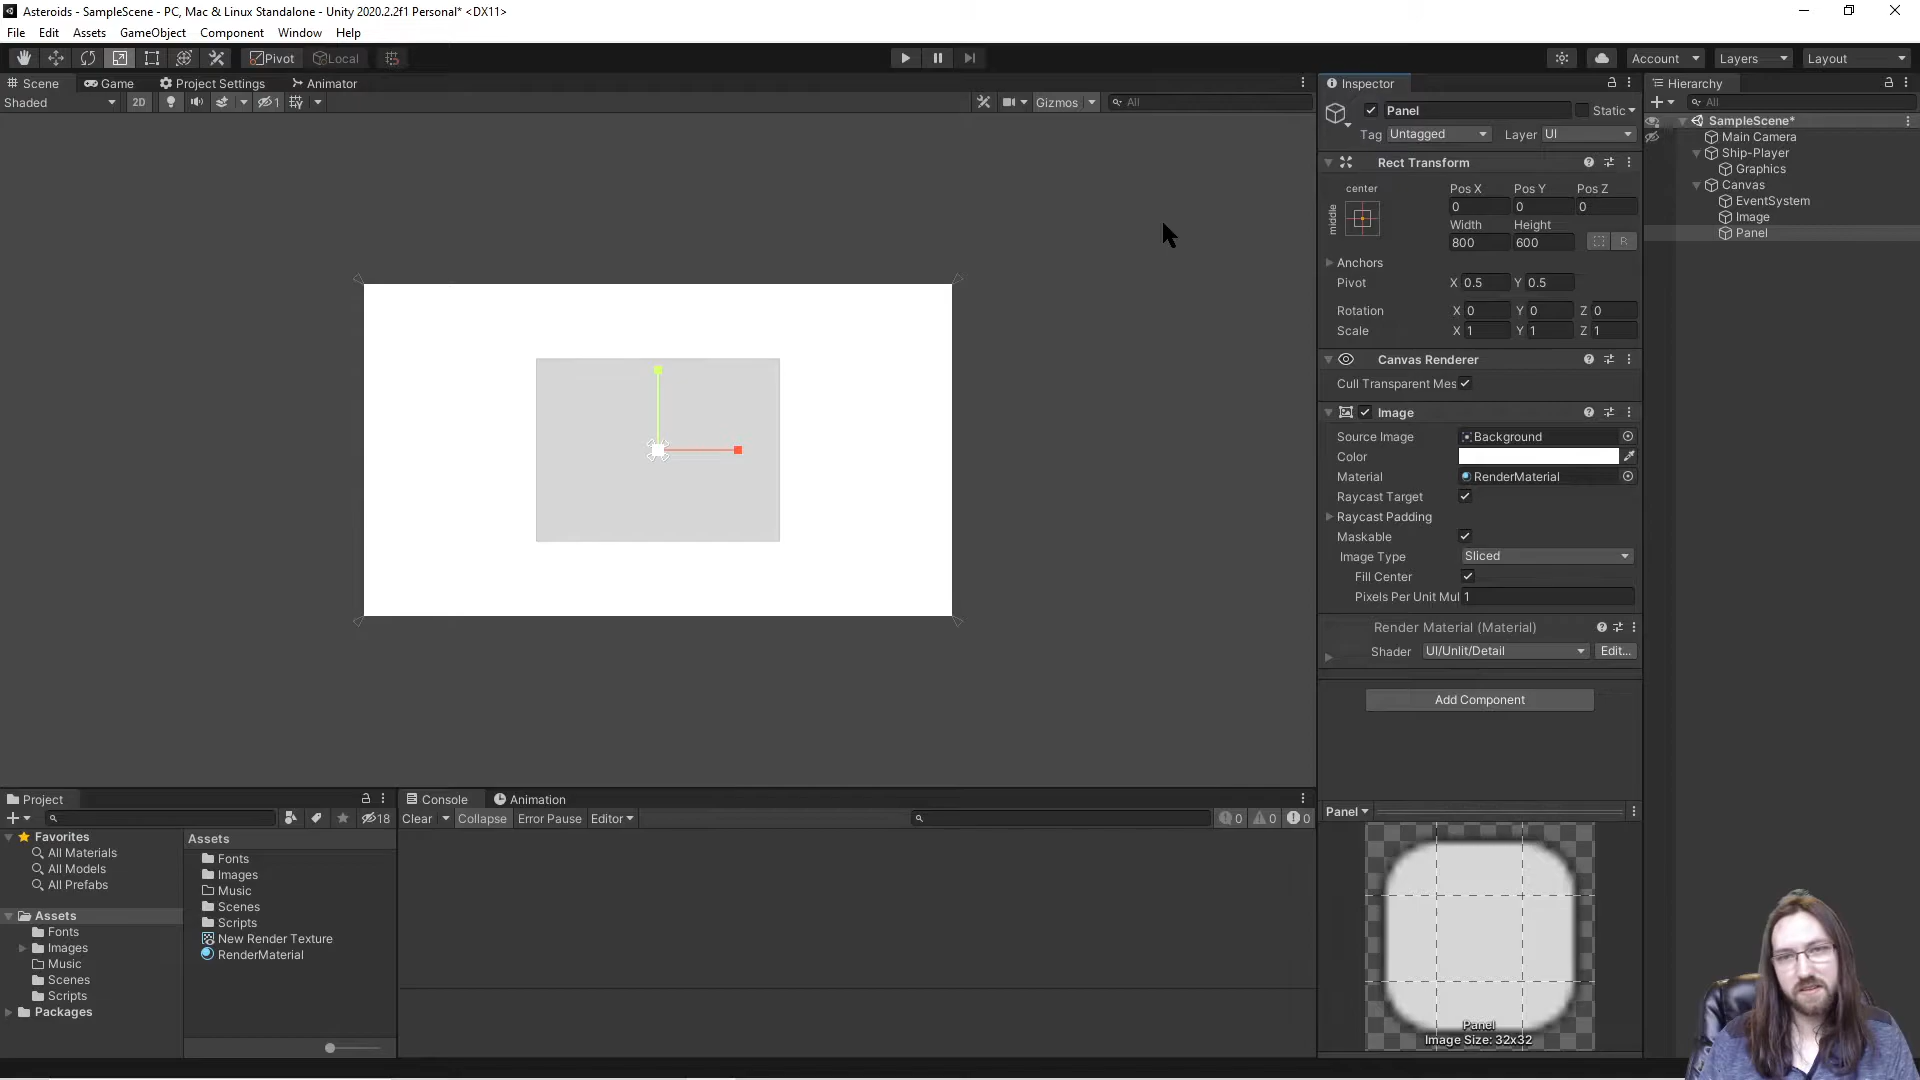 Asteroids - SampleScene - PC, Mac & Linux Standalone - Unity 2020.2.2f1 Personal* <DX11>
File Edit Assets GameObject Component Window Help
Pivot Local Account Layers Layout
Scene Game Project Settings Animator
Shaded 2D 1 Gizmos All
Inspector
Panel Static
Tag Untagged Layer UI
Rect Transform
center
middle
Pos X Pos Y Pos Z
0 0 0
Width Height
800 600 R
Anchors
Pivot X 0.5 Y 0.5
Rotation X 0 Y 0 Z 0
Scale X 1 Y 1 Z 1
Canvas Renderer
Cull Transparent Mes
Image
Source Image Background
Color
Material RenderMaterial
Raycast Target
Raycast Padding
Maskable
Image Type Sliced
Fill Center
Pixels Per Unit Mul 1
Render Material (Material)
Shader UI/Unlit/Detail Edit...
Add Component
Panel
Panel
Image Size: 32x32
Hierarchy
All
SampleScene*
Main Camera
Ship-Player
Graphics
Canvas
EventSystem
Image
Panel
Project
18
Favorites
All Materials
All Models
All Prefabs
Assets
Fonts
Images
Music
Scenes
Scripts
Packages
Assets
Fonts
Images
Music
Scenes
Scripts
New Render Texture
RenderMaterial
Console Animation
Clear Collapse Error Pause Editor 0 0 0